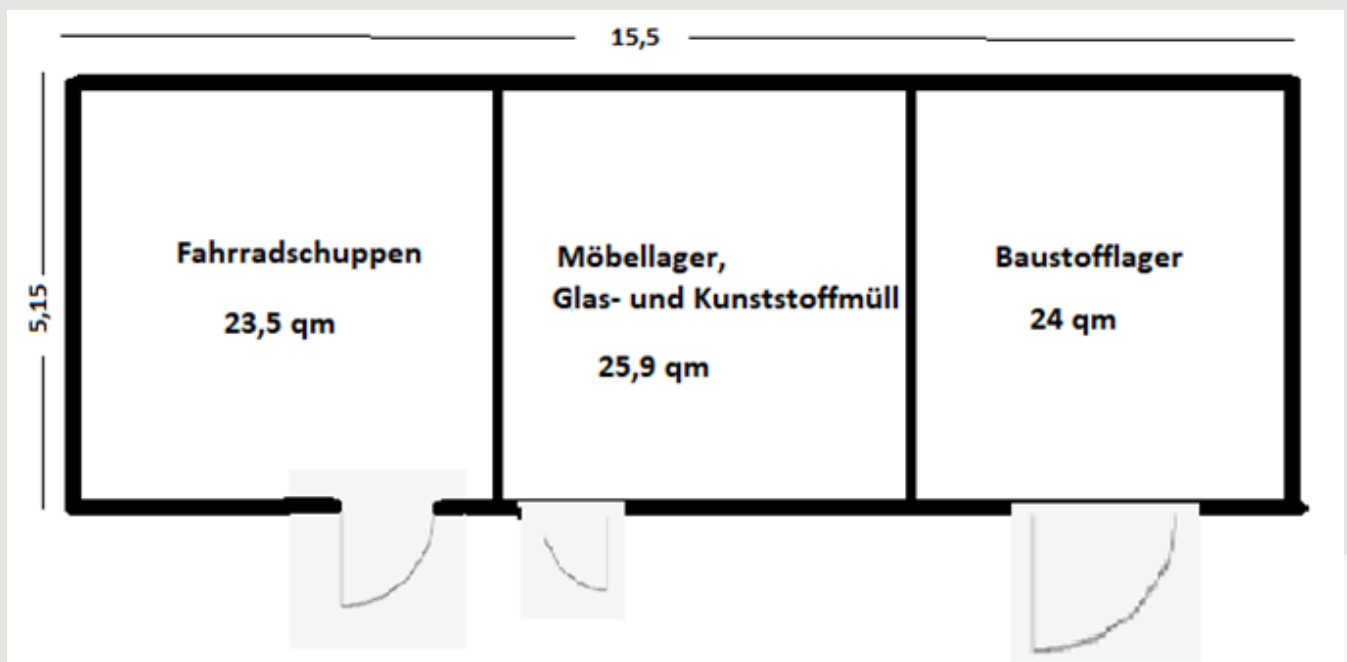 15,5
5,15
Fahrradschuppen
23,5 qm
Möbellager,
Glas- und Kunststoffmüll
25,9 qm
Baustofflager
24 qm